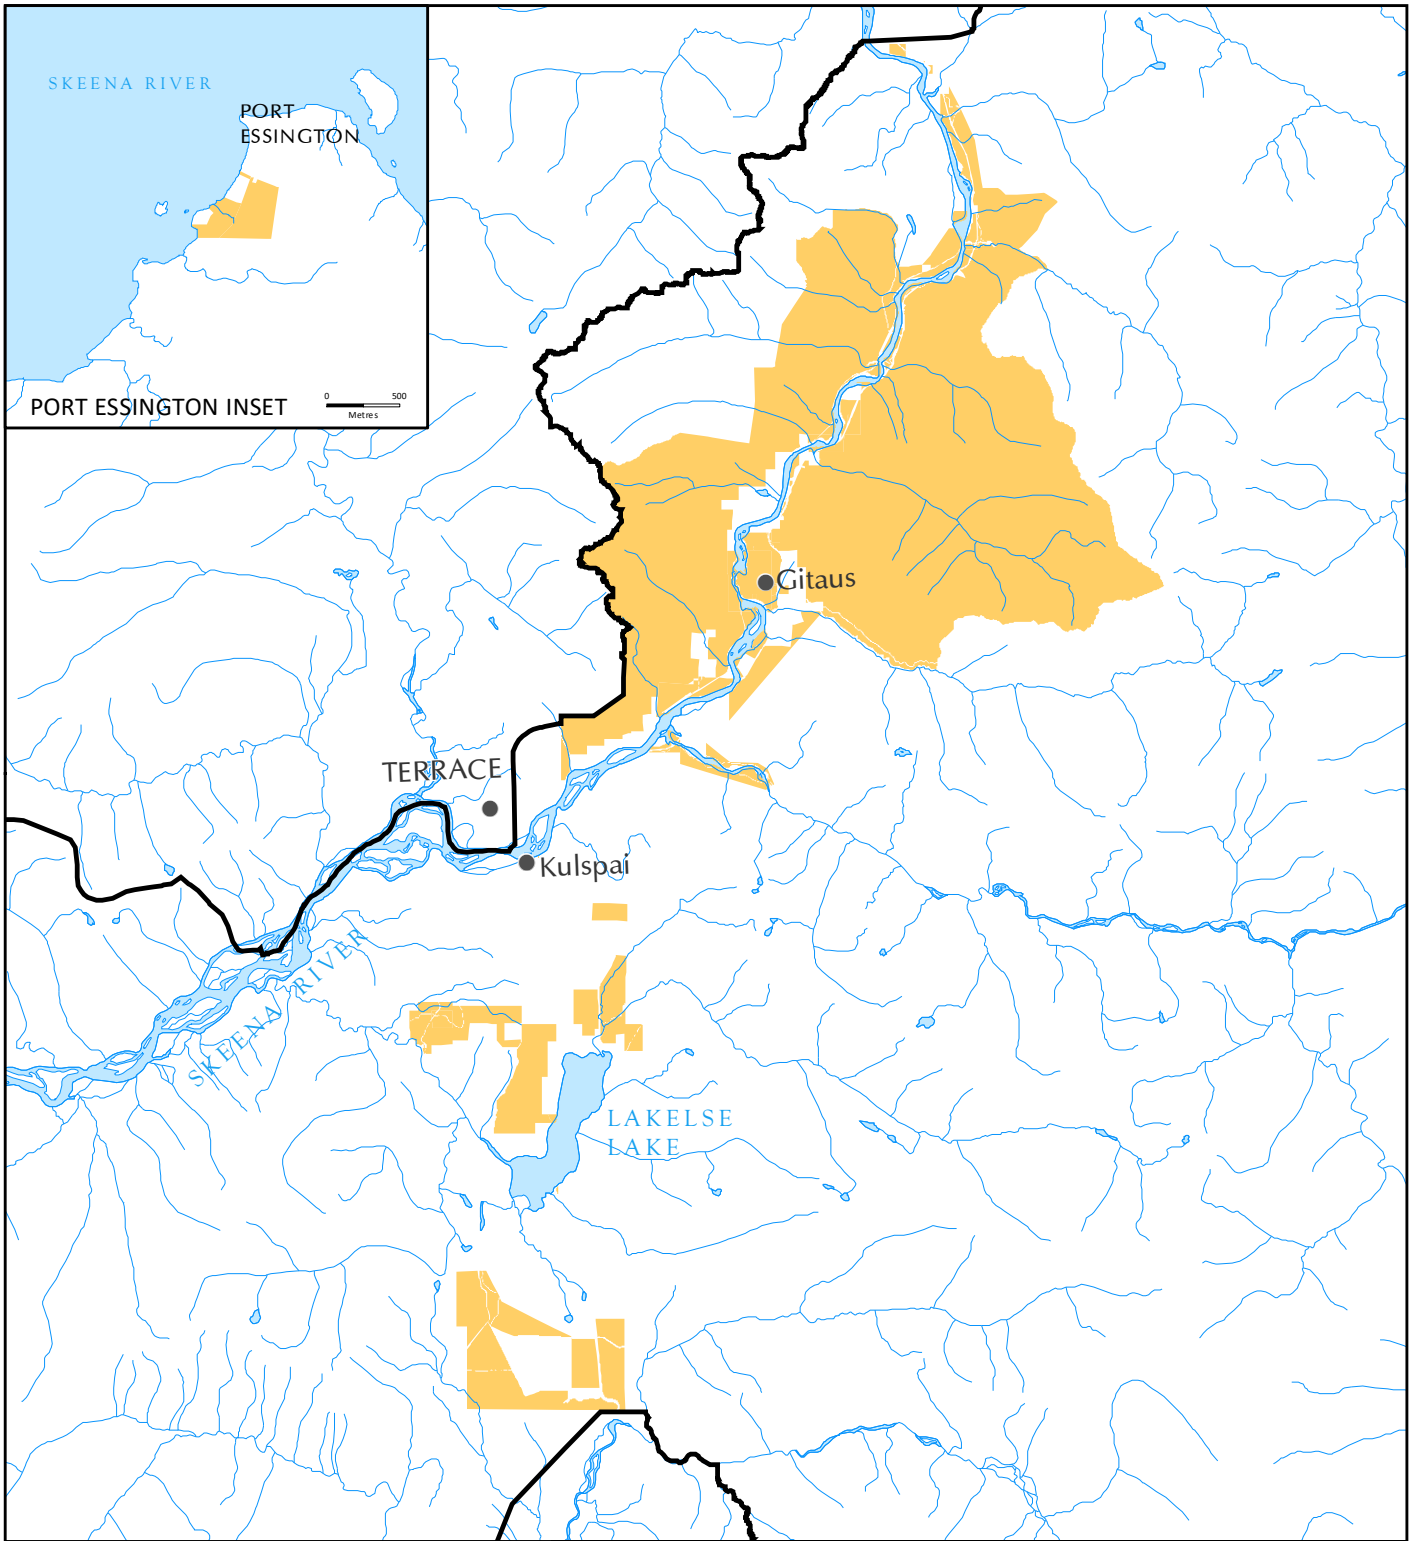 SKEENA RIVER
PORT
ESSINGTON
0 500
Metres
PORT ESSINGTON INSET
Gitaus
TERRACE
Kulspai
SKEENA RIVER
LAKELSE
LAKE